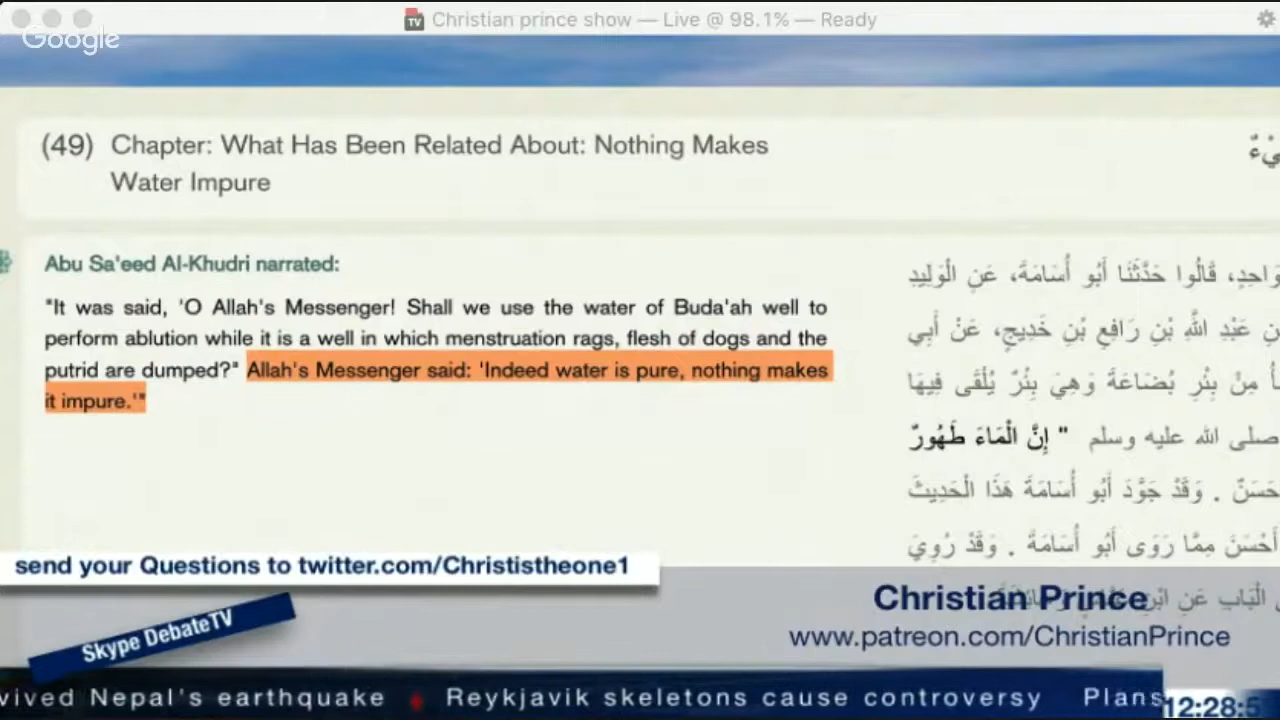 Christian prince show — Live @ 98.1% — Ready
Google
(49) Chapter: What Has Been Related About: Nothing Makes
Water Impure
Abu Sa'eed Al-Khudri narrated:
"It was said, 'O Allah's Messenger! Shall we use the water of Buda'ah well to
perform ablution while it is a well in which menstruation rags, flesh of dogs and the
putrid are dumped?" Allah's Messenger said: 'Indeed water is pure, nothing makes
it impure.'"
قَالُوا حَدَّثَنَا أَبُو أُسَامَةَ، عَنِ الْوَلِيدِ
عَبْدِ اللَّهِ بْنِ رَافِعِ بْنِ خَدِيجٍ، عَنْ أَبِي
مِنْ بِئْرِ بُضَاعَةَ وَهِيَ بِئْرٌ يُلْقَى فِيهَا
صلى الله عليه وسلم " إِنَّ الْمَاءَ طَهُورٌ
حَسَنٌ . وَقَدْ جَوَّدَ أَبُو أُسَامَةَ هَذَا الْحَدِيثَ
أَحْسَنَ مِمَّا رَوَى أَبُو أُسَامَةَ . وَقَدْ رُوِيَ
الْبَابِ عَنِ
send your Questions to twitter.com/Christistheone1
Christian Prince
www.patreon.com/ChristianPrince
Skype DebateTV
vived Nepal's earthquake ♦ Reykjavik skeletons cause controversy Plans
12:28:5